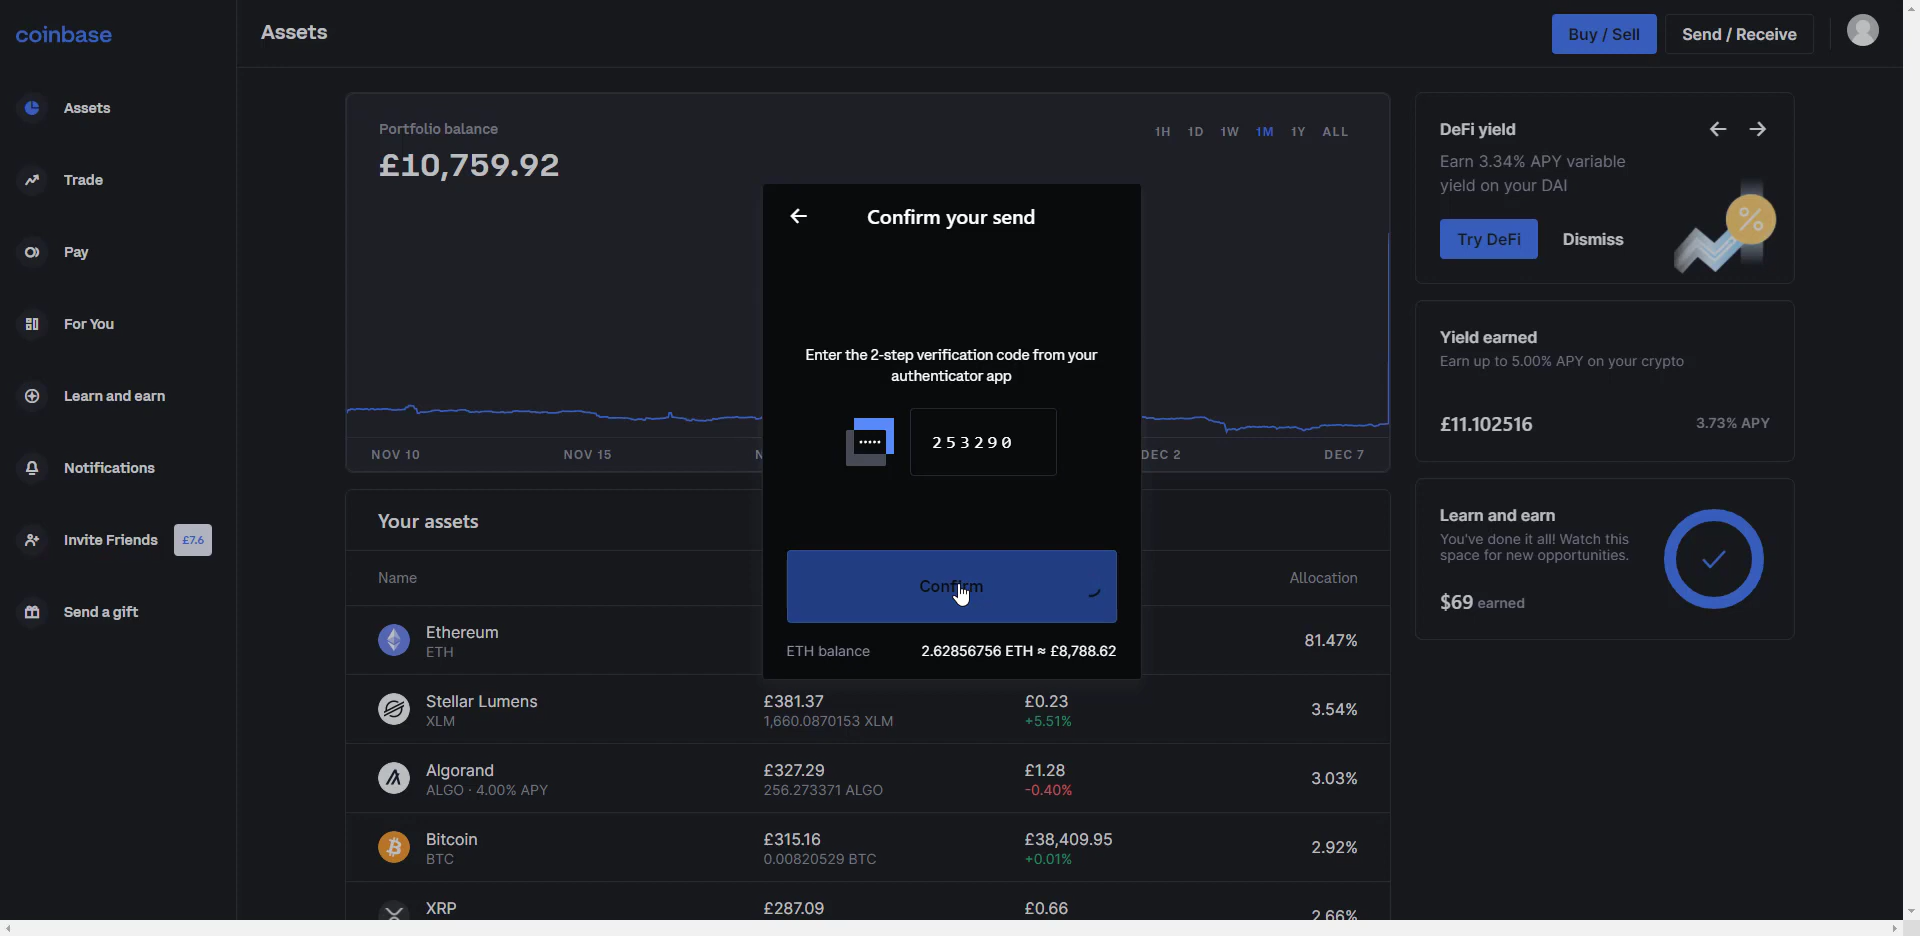 coinbase
Assets
Buy / Sell
Send / Receive
Assets
Trade
Pay
For You
Learn and earn
Notifications
Invite Friends
£7.6
Send a gift
Portfolio balance
£10,759.92
1H 1D 1W 1M 1Y ALL
NOV 10 NOV 15 N DEC 2 DEC 7
Confirm your send
Enter the 2-step verification code from your
authenticator app
253290
Confirm
ETH balance 2.62856756 ETH ≈ £8,788.62
Your assets
Name Allocation
Ethereum 81.47%
ETH
Stellar Lumens £381.37 £0.23 3.54%
XLM 1,660.0870153 XLM +5.51%
Algorand £327.29 £1.28 3.03%
ALGO · 4.00% APY 256.273371 ALGO -0.40%
Bitcoin £315.16 £38,409.95 2.92%
BTC 0.00820529 BTC +0.01%
XRP £287.09 £0.66 2.66%
DeFi yield
Earn 3.34% APY variable
yield on your DAI
Try DeFi Dismiss
%
Yield earned
Earn up to 5.00% APY on your crypto
£11.102516 3.73% APY
Learn and earn
You've done it all! Watch this
space for new opportunities.
$69 earned